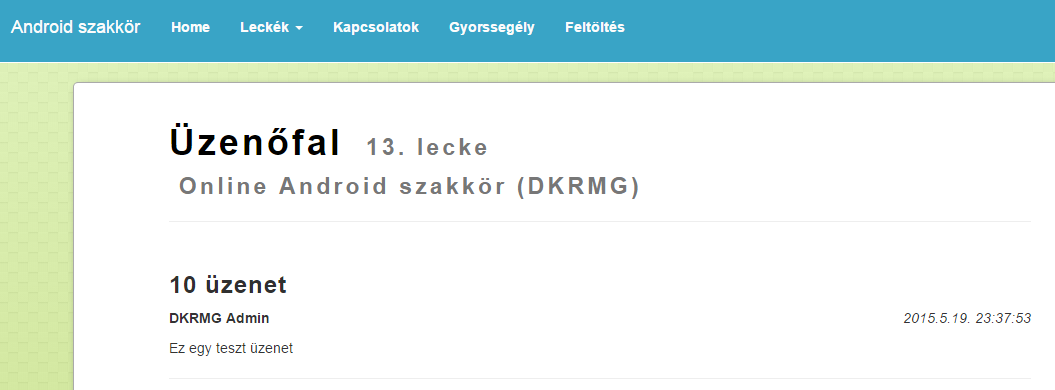 Android szakkör Home Leckék Kapcsolatok Gyorssegély Feltöltés
Üzenőfal 13. lecke
Online Android szakkör (DKRMG)
10 üzenet
DKRMG Admin 2015.5.19. 23:37:53
Ez egy teszt üzenet